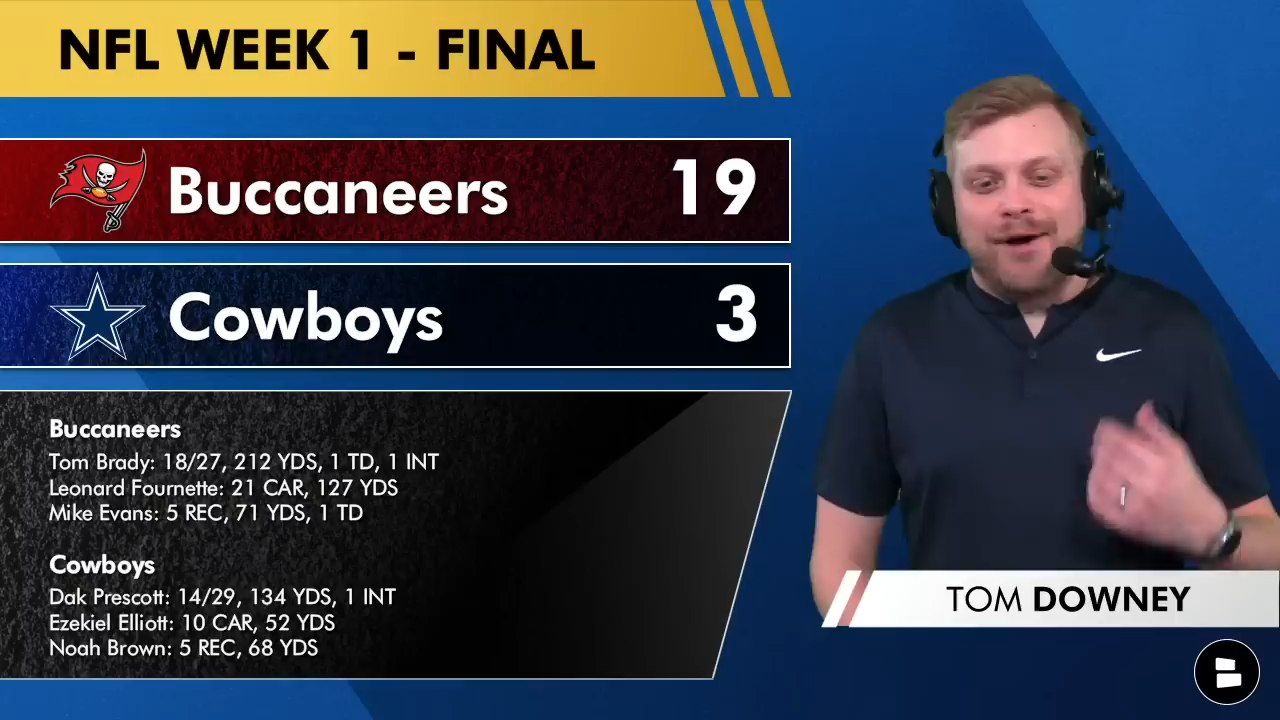 NFL WEEK 1 - FINAL
Buccaneers 19
Cowboys 3
Buccaneers
Tom Brady: 18/27, 212 YDS, 1 TD, 1 INT
Leonard Fournette: 21 CAR, 127 YDS
Mike Evans: 5 REC, 71 YDS, 1 TD
Cowboys
Dak Prescott: 14/29, 134 YDS, 1 INT
Ezekiel Elliott: 10 CAR, 52 YDS
Noah Brown: 5 REC, 68 YDS
TOM DOWNEY